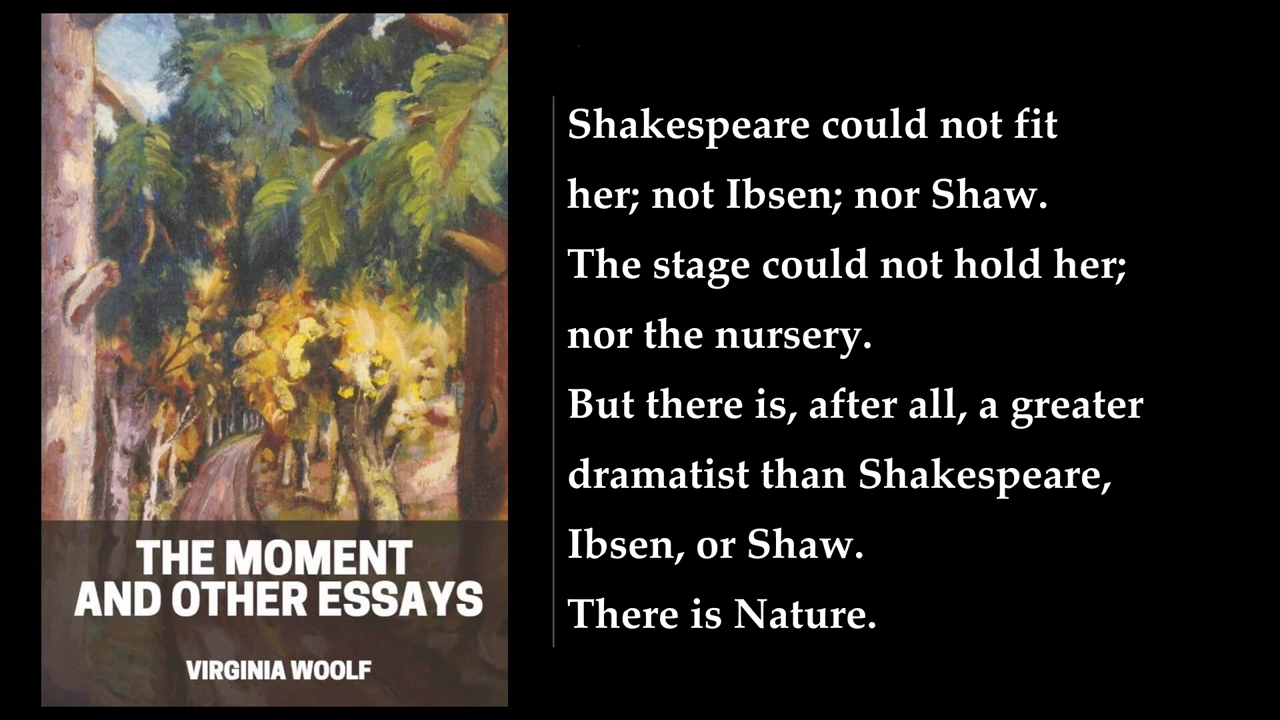 THE MOMENT
AND OTHER ESSAYS
VIRGINIA WOOLF
Shakespeare could not fit
her; not Ibsen; nor Shaw.
The stage could not hold her;
nor the nursery.
But there is, after all, a greater
dramatist than Shakespeare,
Ibsen, or Shaw.
There is Nature.